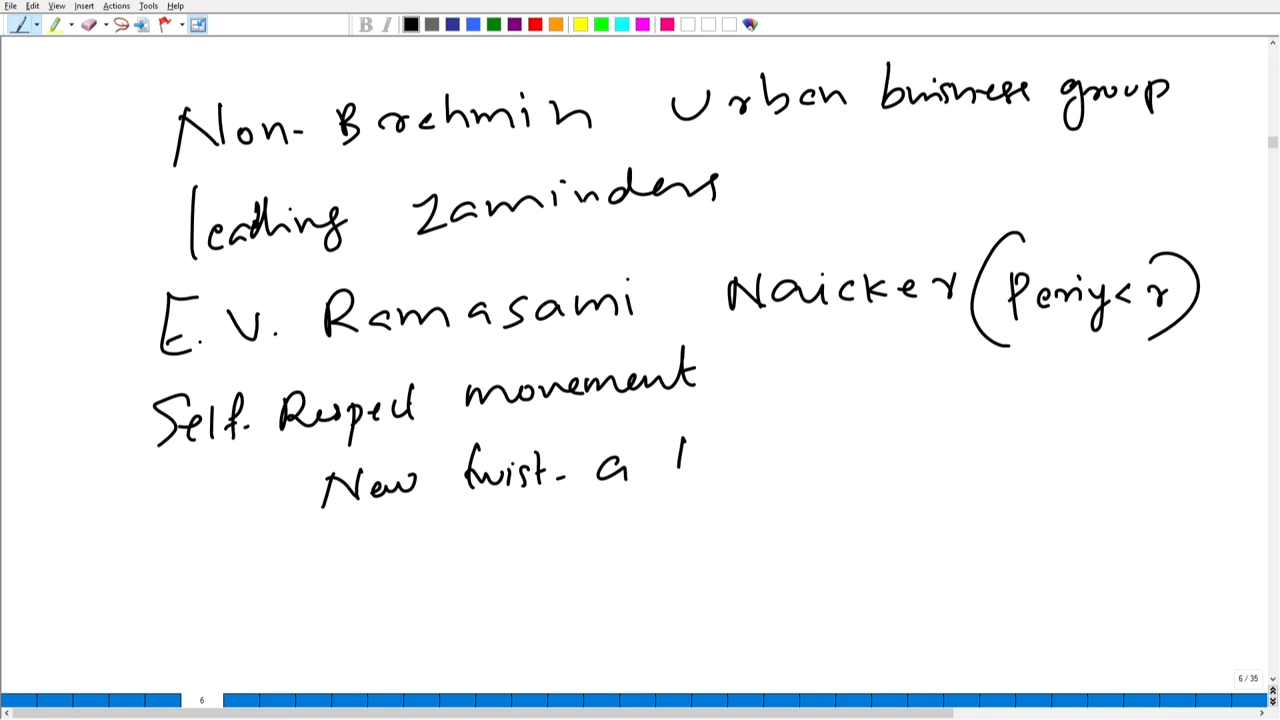 File Edit View Insert Actions Tools Help
B I
Non-Brahmin Urban business group
leading zamindars
E. V. Ramasami Naicker (Periyar)
Self-Respect movement
New twist - a
6 / 35
6